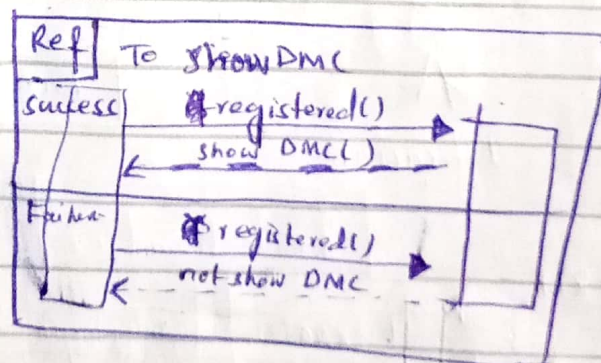 Ref To show DMC
success
registered()
show DMC()
registered()
not show DMC